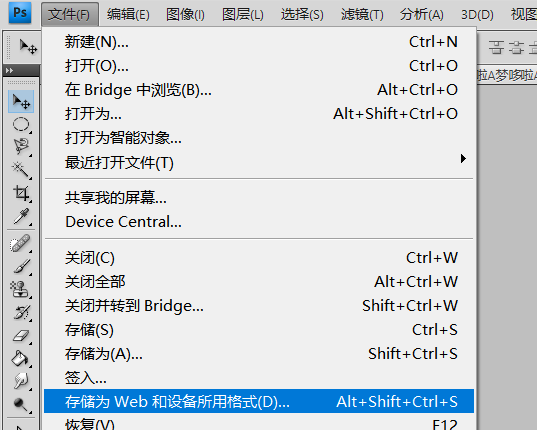 Ps 文件(F) 编辑(E) 图像(I) 图层(L) 选择(S) 滤镜(T) 分析(A) 3D(D) 视图
新建(N)... Ctrl+N
打开(O)... Ctrl+O
啦A梦哆啦A
在 Bridge 中浏览(B)... Alt+Ctrl+O
打开为... Alt+Shift+Ctrl+O
打开为智能对象...
最近打开文件(T)
共享我的屏幕...
Device Central...
关闭(C) Ctrl+W
关闭全部 Alt+Ctrl+W
关闭并转到 Bridge... Shift+Ctrl+W
存储(S) Ctrl+S
存储为(A)... Shift+Ctrl+S
签入...
存储为 Web 和设备所用格式(D)... Alt+Shift+Ctrl+S
恢复(V) F12